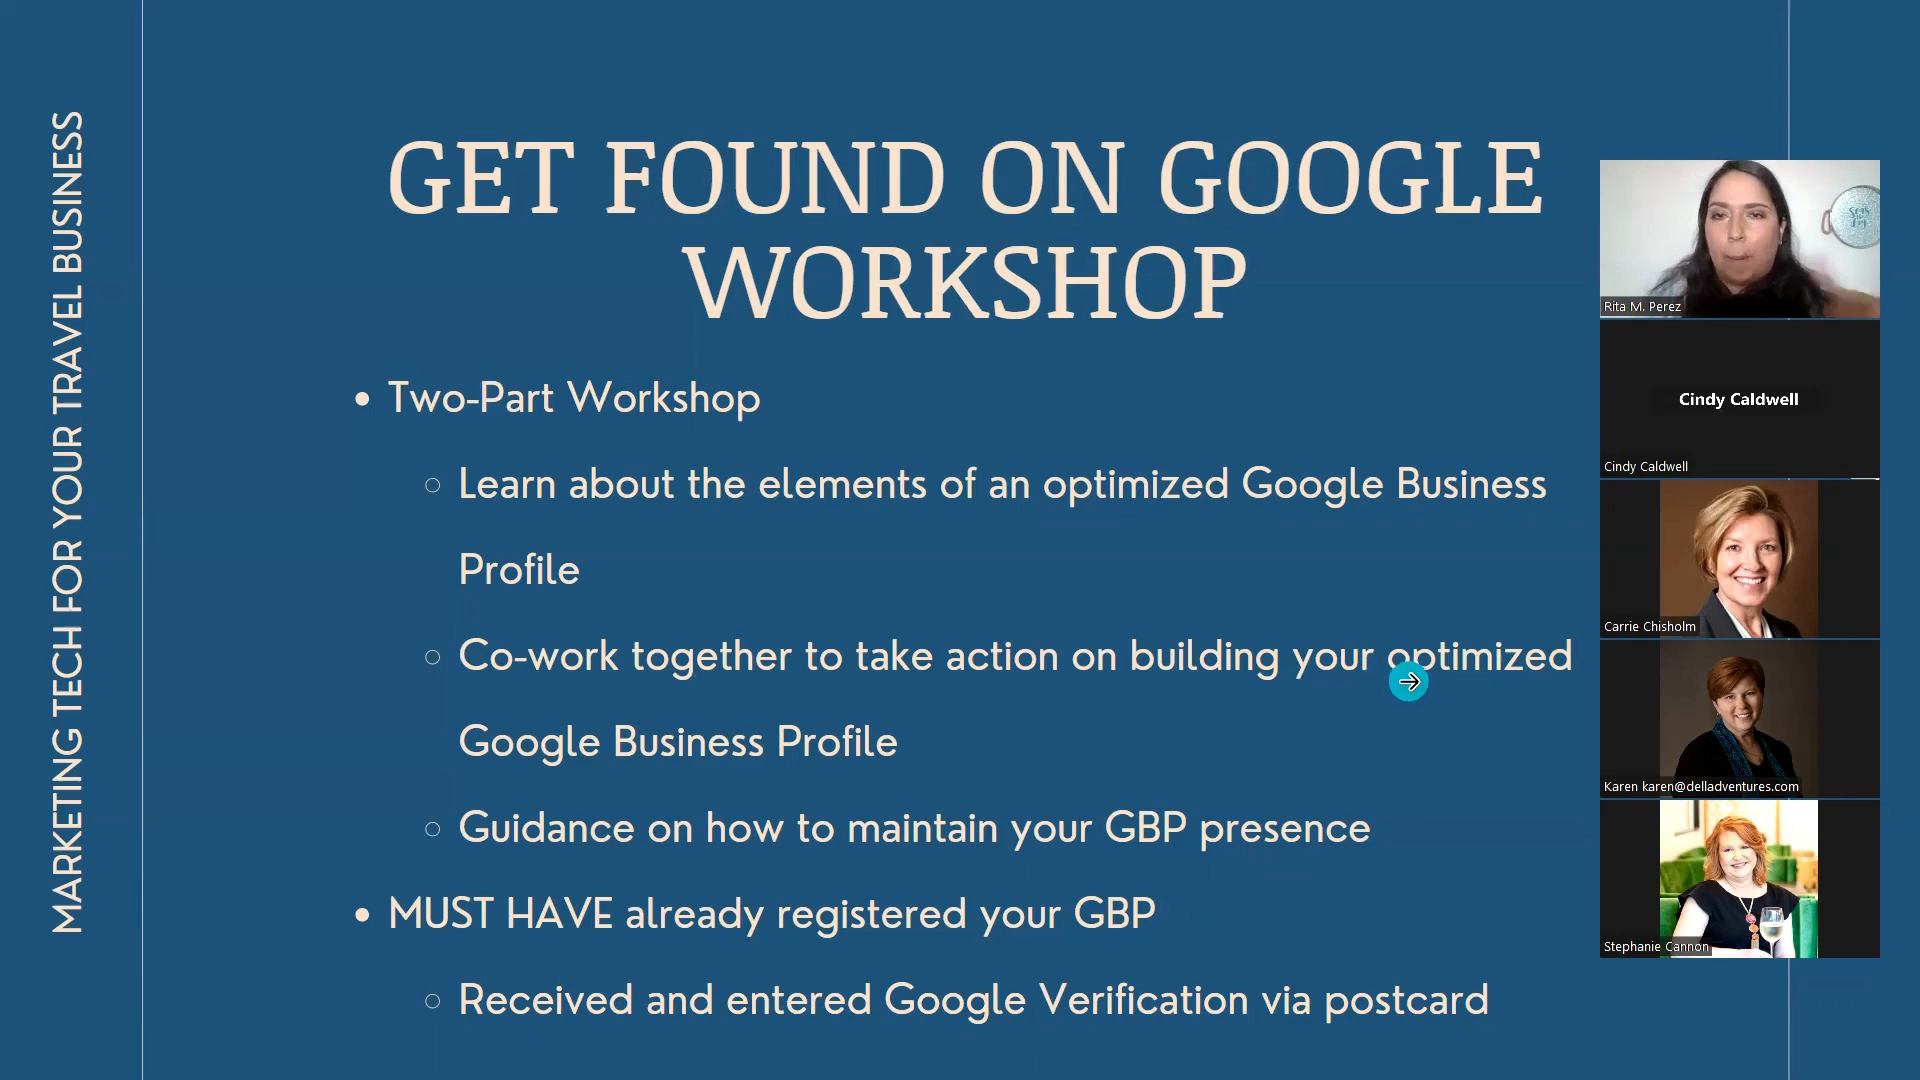 MARKETING TECH FOR YOUR TRAVEL BUSINESS
GET FOUND ON GOOGLE
WORKSHOP
• Two-Part Workshop
○ Learn about the elements of an optimized Google Business
Profile
○ Co-work together to take action on building your optimized
Google Business Profile
○ Guidance on how to maintain your GBP presence
• MUST HAVE already registered your GBP
○ Received and entered Google Verification via postcard
Rita M. Perez
Cindy Caldwell
Cindy Caldwell
Carrie Chisholm
Karen karen@delladventures.com
Stephanie Cannon